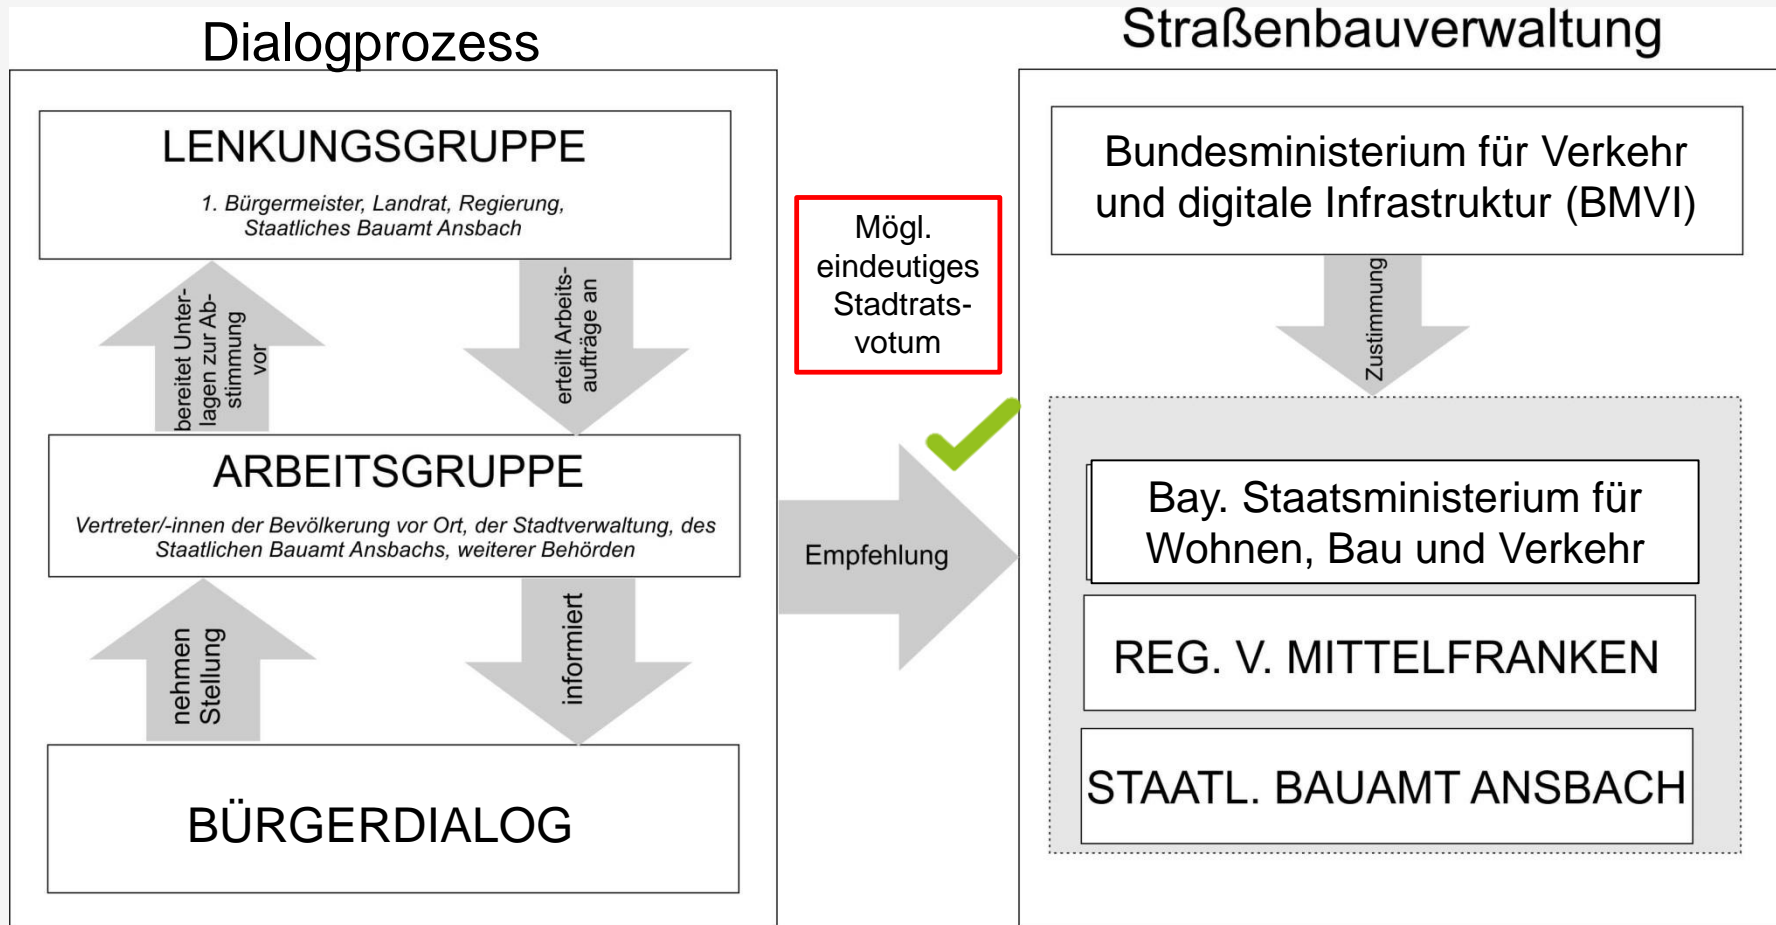 Dialogprozess
LENKUNGSGRUPPE
1. Bürgermeister, Landrat, Regierung,
Staatliches Bauamt Ansbach
bereitet Unter-
lagen zur Ab-
stimmung
vor
erteilt Arbeits-
aufträge an
ARBEITSGRUPPE
Vertreter/-innen der Bevölkerung vor Ort, der Stadtverwaltung, des
Staatlichen Bauamt Ansbachs, weiterer Behörden
nehmen
Stellung
informiert
BÜRGERDIALOG
Mögl.
eindeutiges
Stadtrats-
votum
Empfehlung
Straßenbauverwaltung
Bundesministerium für Verkehr
und digitale Infrastruktur (BMVI)
Zustimmung
Bay. Staatsministerium für
Wohnen, Bau und Verkehr
REG. V. MITTELFRANKEN
STAATL. BAUAMT ANSBACH